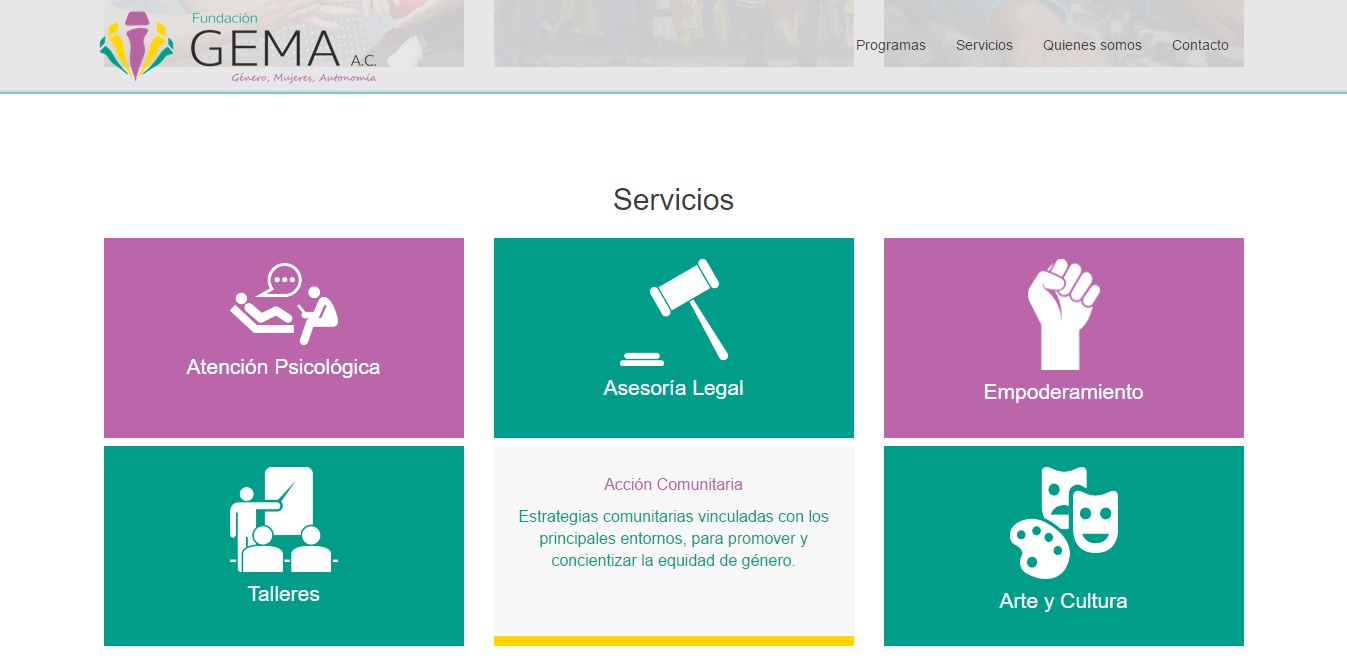 Fundación
GEMA A.C.
Género, Mujeres, Autonomía
Programas Servicios Quienes somos Contacto
Servicios
Atención Psicológica
Asesoría Legal
Empoderamiento
Talleres
Acción Comunitaria
Estrategias comunitarias vinculadas con los
principales entornos, para promover y
concientizar la equidad de género.
Arte y Cultura